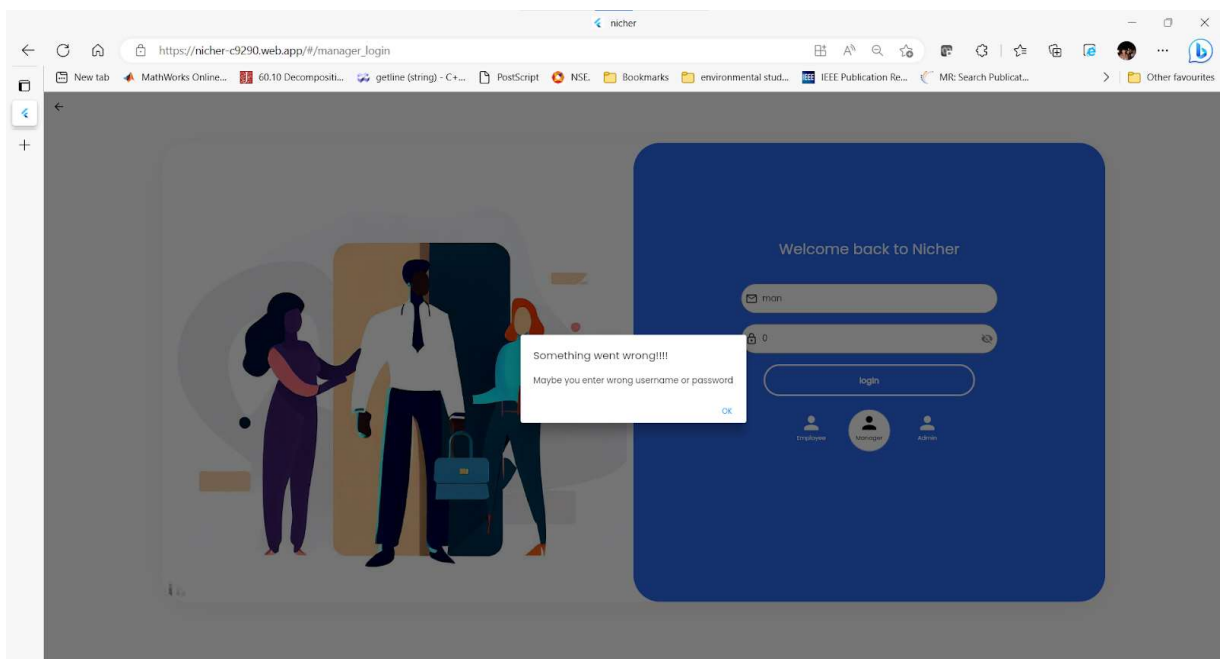 nicher
https://nicher-c9290.web.app/#/manager_login
New tab
MathWorks Online...
60.10 Decompositi...
getline (string) - C+...
PostScript
NSE.
Bookmarks
environmental stud...
IEEE Publication Re...
MR: Search Publicat...
Other favourites
Welcome back to Nicher
man
0
Something went wrong!!!!
Maybe you enter wrong username or password
OK
login
Employee
Manager
Admin